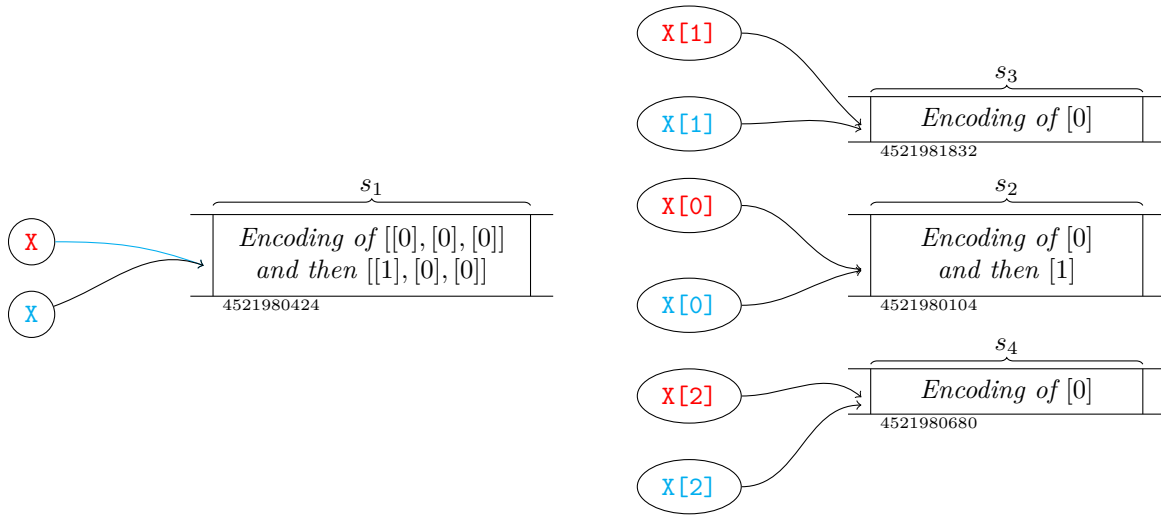 X
X
s₁
Encoding of [[0], [0], [0]]
and then [[1], [0], [0]]
4521980424
X[1]
X[1]
s₃
Encoding of [0]
4521981832
X[0]
X[0]
s₂
Encoding of [0]
and then [1]
4521980104
X[2]
X[2]
s₄
Encoding of [0]
4521980680